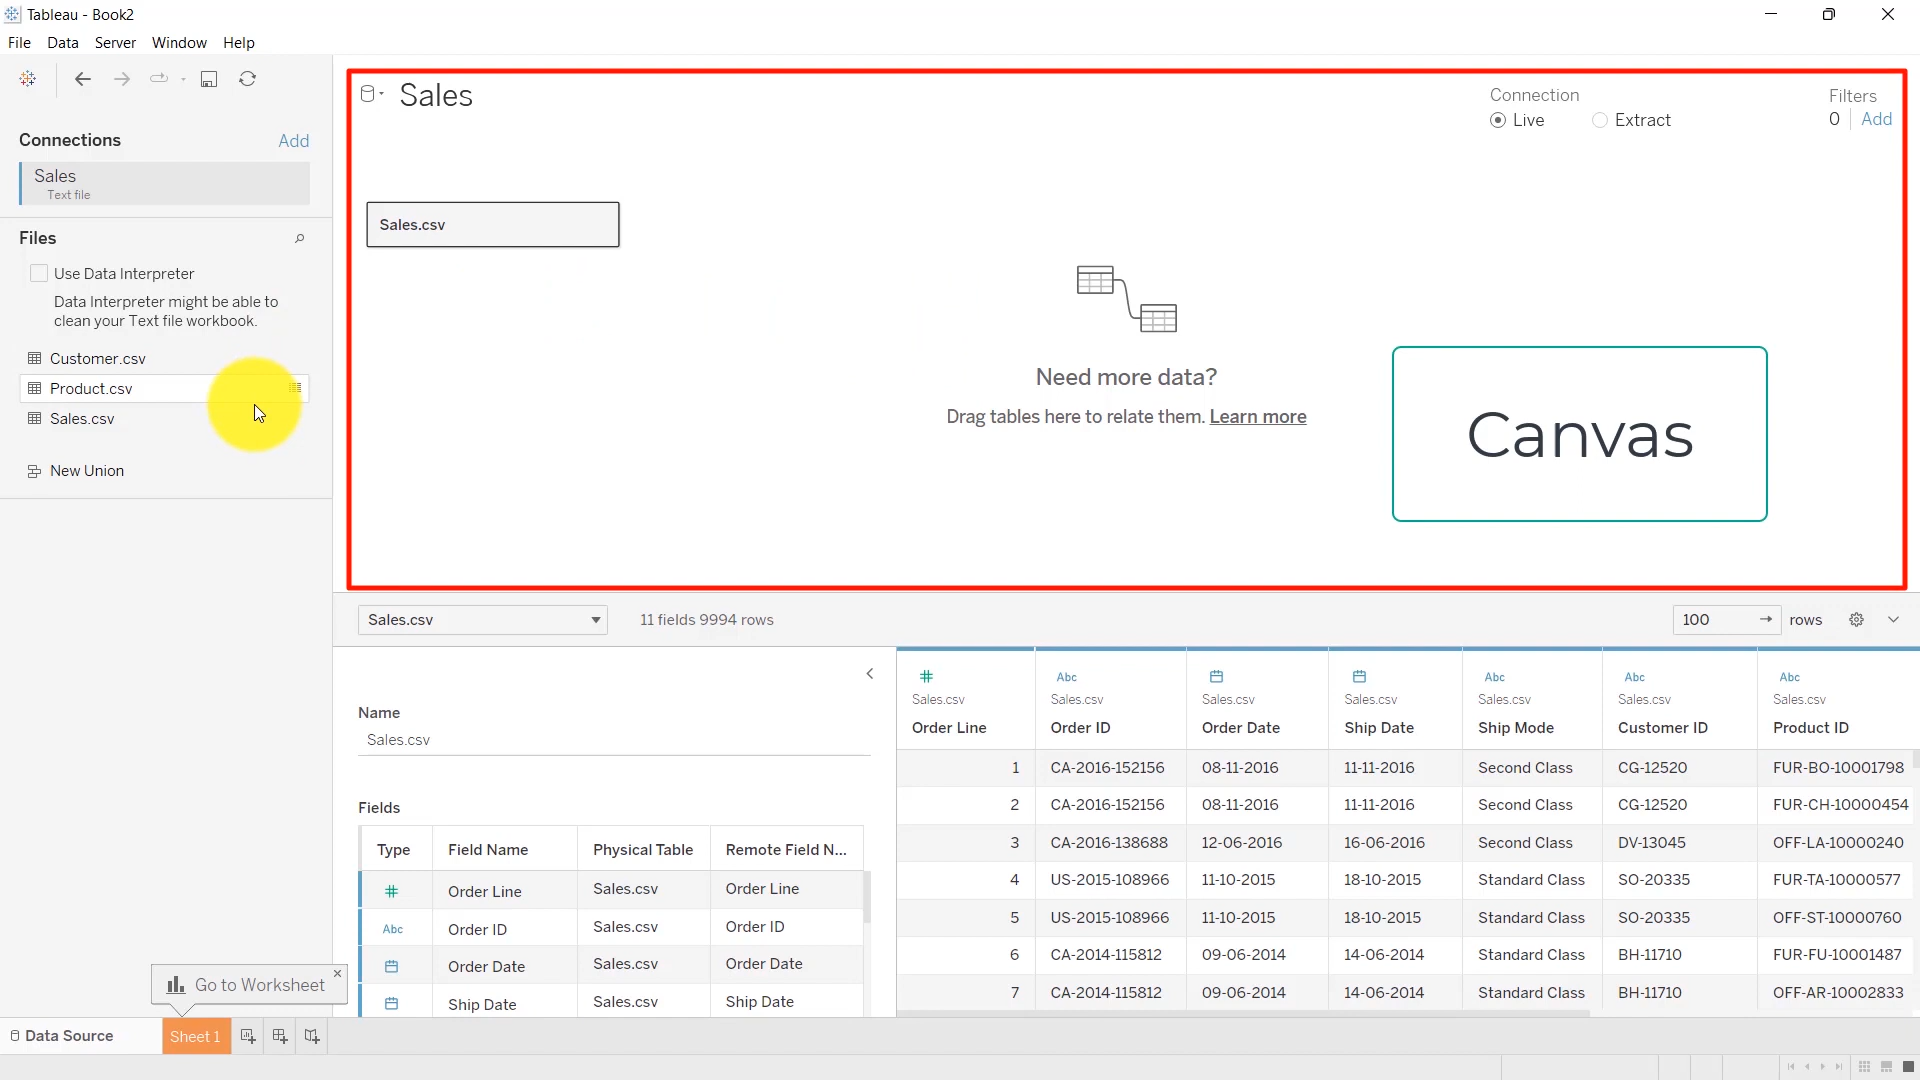 Tableau - Book2
File Data Server Window Help
Connections Add
Sales
Text file
Files
Use Data Interpreter
Data Interpreter might be able to
clean your Text file workbook.
Customer.csv
Product.csv
Sales.csv
New Union
Sales
Connection
Live Extract
Filters
0 Add
Sales.csv
Need more data?
Drag tables here to relate them. Learn more
Canvas
Sales.csv 11 fields 9994 rows 100 rows
Name
Sales.csv
Fields
Type Field Name Physical Table Remote Field N...
Order Line Sales.csv Order Line
Abc Order ID Sales.csv Order ID
Order Date Sales.csv Order Date
Ship Date Sales.csv Ship Date
# Abc Abc Abc Abc
Sales.csv Sales.csv Sales.csv Sales.csv Sales.csv Sales.csv Sales.csv
Order Line Order ID Order Date Ship Date Ship Mode Customer ID Product ID
1 CA-2016-152156 08-11-2016 11-11-2016 Second Class CG-12520 FUR-BO-10001798
2 CA-2016-152156 08-11-2016 11-11-2016 Second Class CG-12520 FUR-CH-10000454
3 CA-2016-138688 12-06-2016 16-06-2016 Second Class DV-13045 OFF-LA-10000240
4 US-2015-108966 11-10-2015 18-10-2015 Standard Class SO-20335 FUR-TA-10000577
5 US-2015-108966 11-10-2015 18-10-2015 Standard Class SO-20335 OFF-ST-10000760
6 CA-2014-115812 09-06-2014 14-06-2014 Standard Class BH-11710 FUR-FU-10001487
7 CA-2014-115812 09-06-2014 14-06-2014 Standard Class BH-11710 OFF-AR-10002833
Go to Worksheet
Data Source Sheet 1